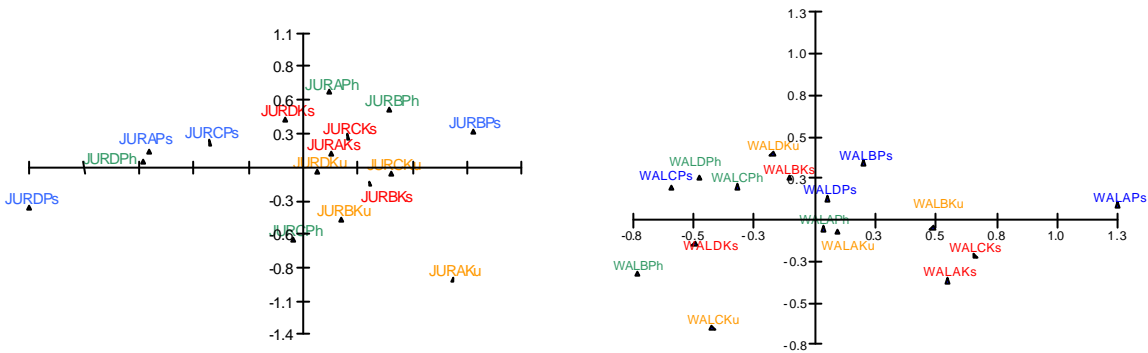 1.1
JURAPh
JURBPh
0.6
JURDKs
JURCKs
JURBPs
JURAPs
JURCPs
0.3
JURAKs
JURDPh
JURDKu
JURCKu
JURDPs
JURBKs
-0.3
JURBKu
JURCPh
-0.6
JURAKu
-0.8
-1.1
-1.4
1.3
1.0
0.8
0.5
WALDKu
WALBPs
WALDPh
WALBKs
WALCPs
WALCPh
0.3
WALDPs
WALAPs
WALBKu
WALAPh
-0.8
-0.5
-0.3
0.3
0.5
0.8
1.0
1.3
WALDKs
WALAKu
WALCKs
WALBPh
-0.3
WALAKs
-0.5
WALCKu
-0.8